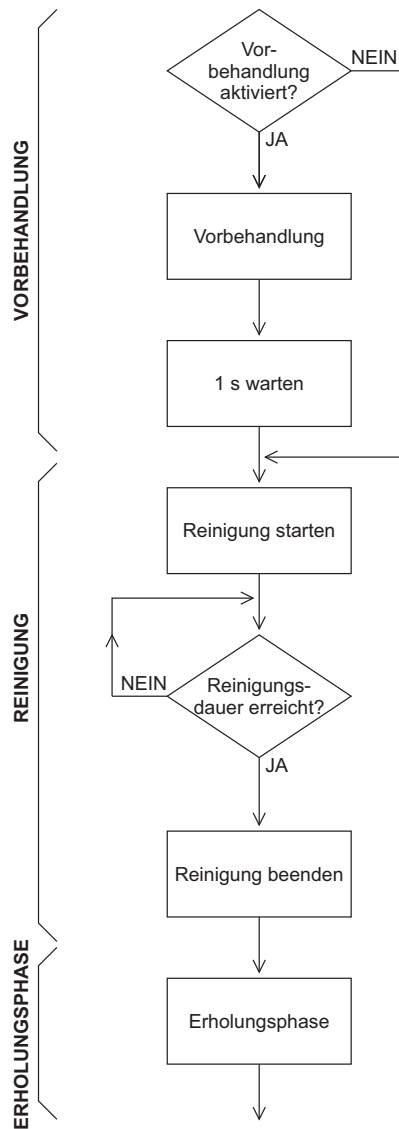 VORBEHANDLUNG
Vor-
behandlung
aktiviert?
NEIN
JA
Vorbehandlung
1 s warten
REINIGUNG
Reinigung starten
NEIN
Reinigungs-
dauer erreicht?
JA
Reinigung beenden
ERHOLUNGSPHASE
Erholungsphase